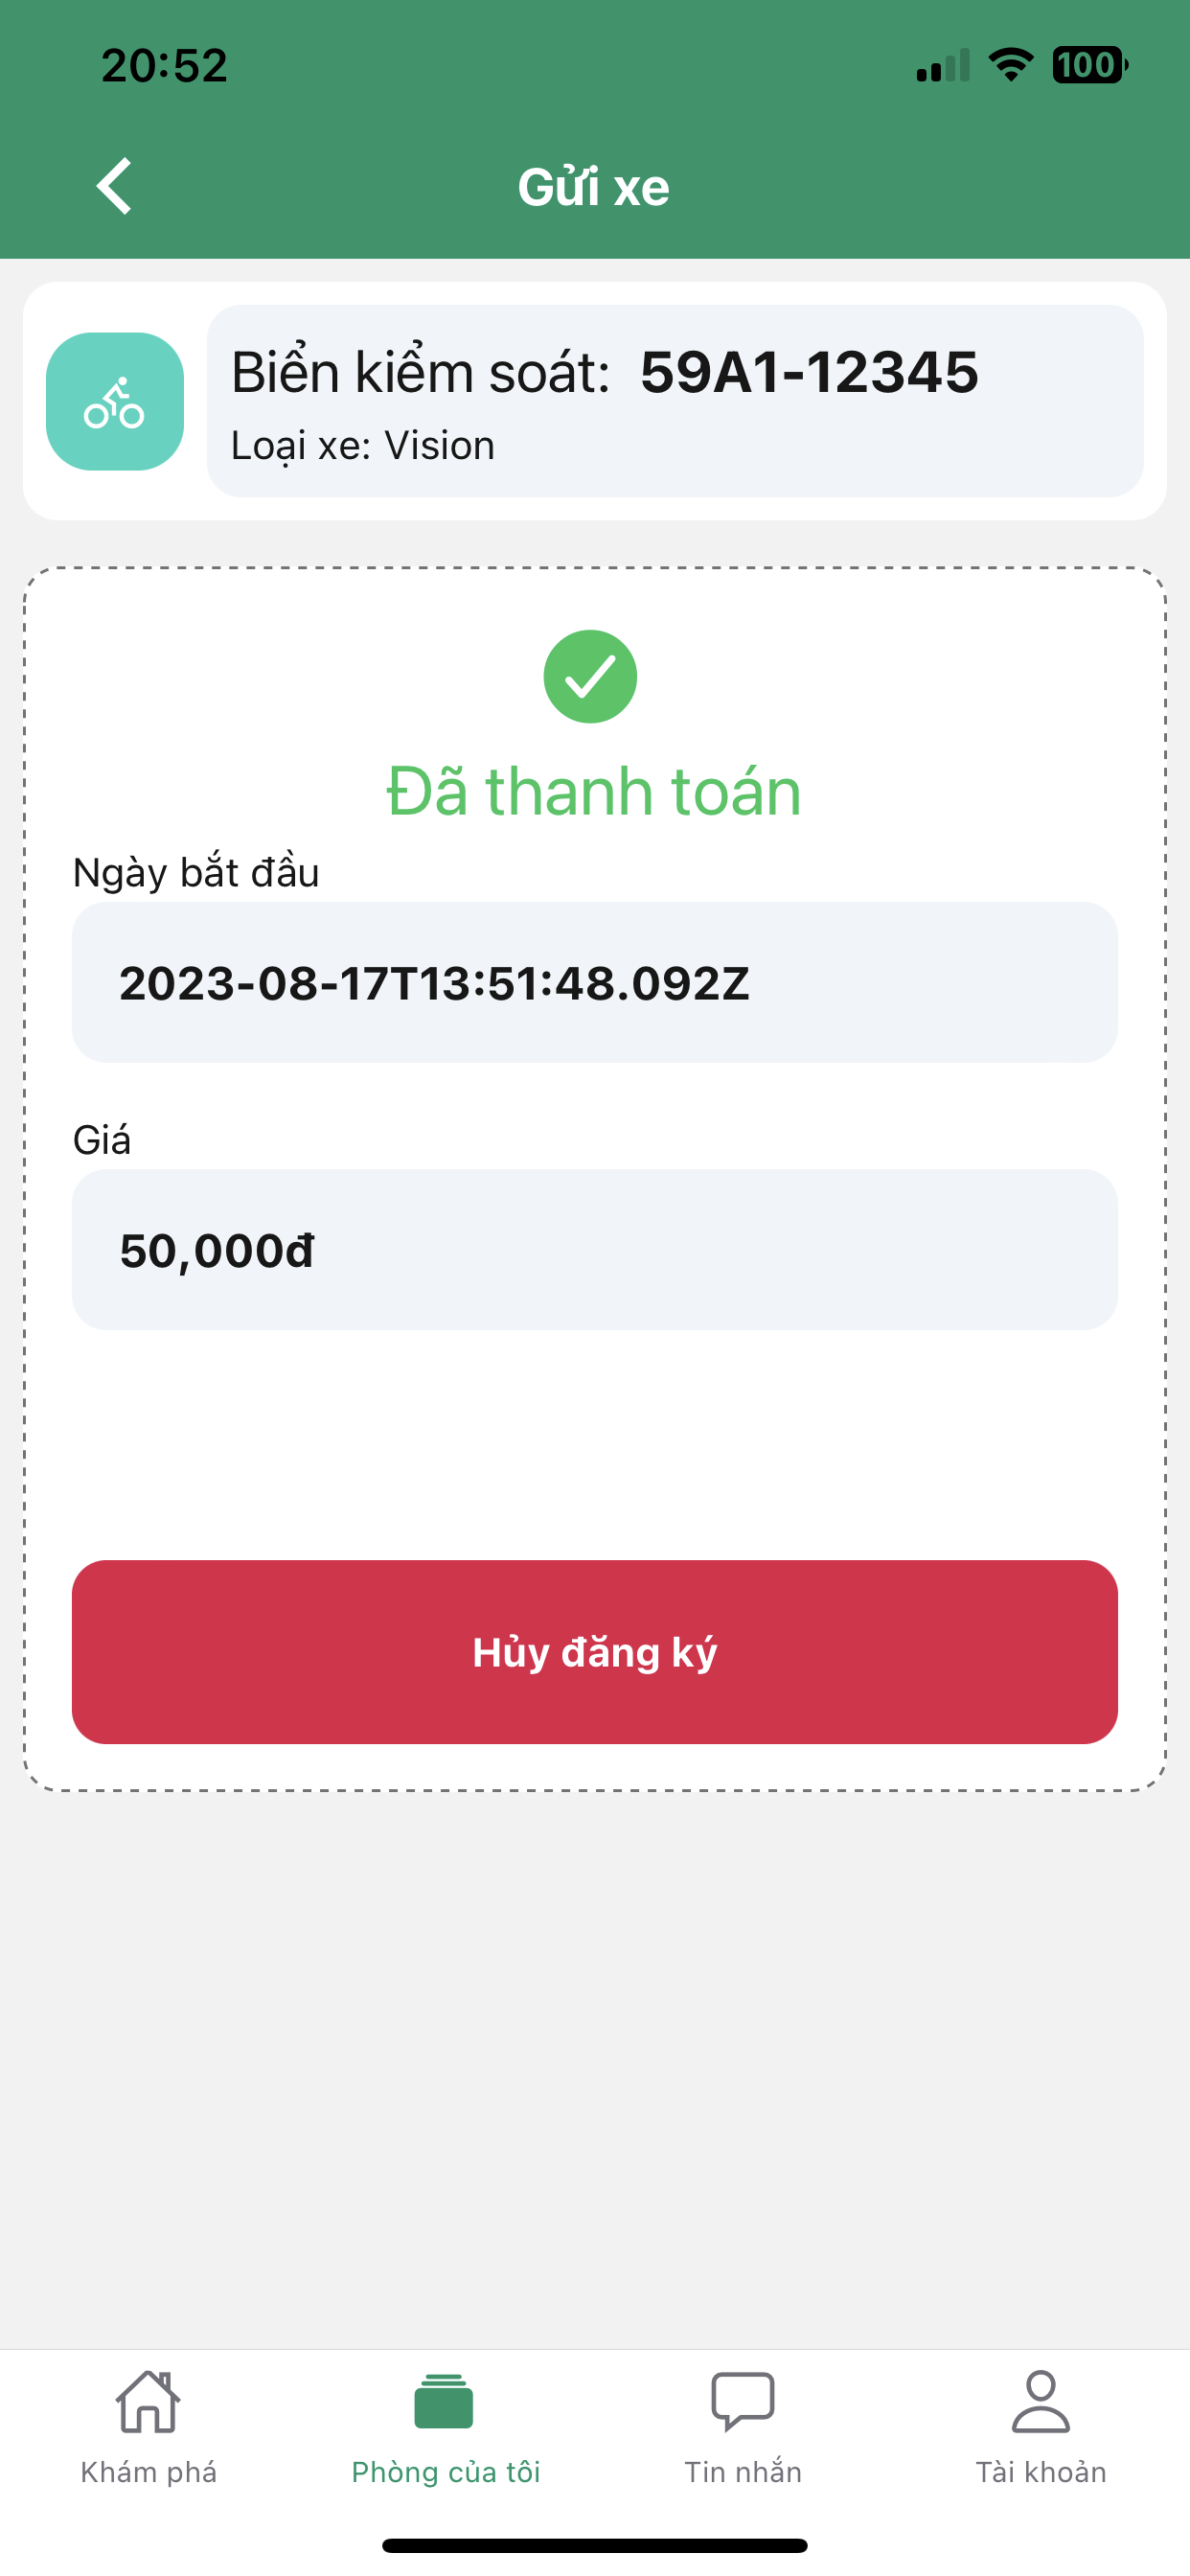 20:52
100
Gửi xe
Biển kiểm soát: 59A1-12345
Loại xe: Vision
Đã thanh toán
Ngày bắt đầu
2023-08-17T13:51:48.092Z
Giá
50,000đ
Hủy đăng ký
Khám phá
Phòng của tôi
Tin nhắn
Tài khoản